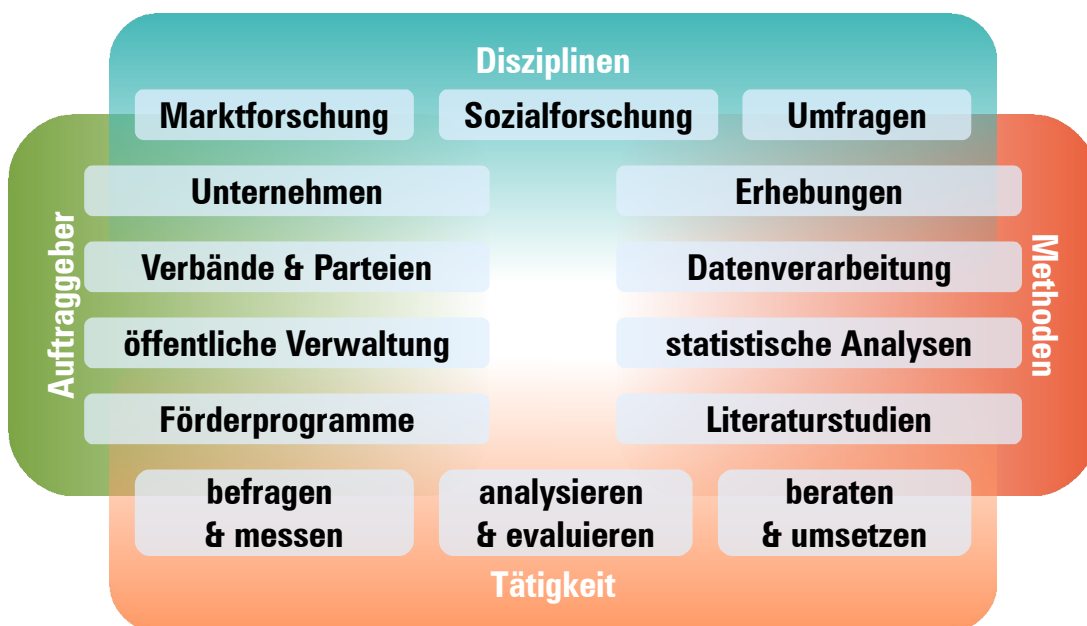 Disziplinen
Marktforschung
Sozialforschung
Umfragen
Auftraggeber
Unternehmen
Verbände & Parteien
öffentliche Verwaltung
Förderprogramme
Methoden
Erhebungen
Datenverarbeitung
statistische Analysen
Literaturstudien
befragen
& messen
analysieren
& evaluieren
beraten
& umsetzen
Tätigkeit